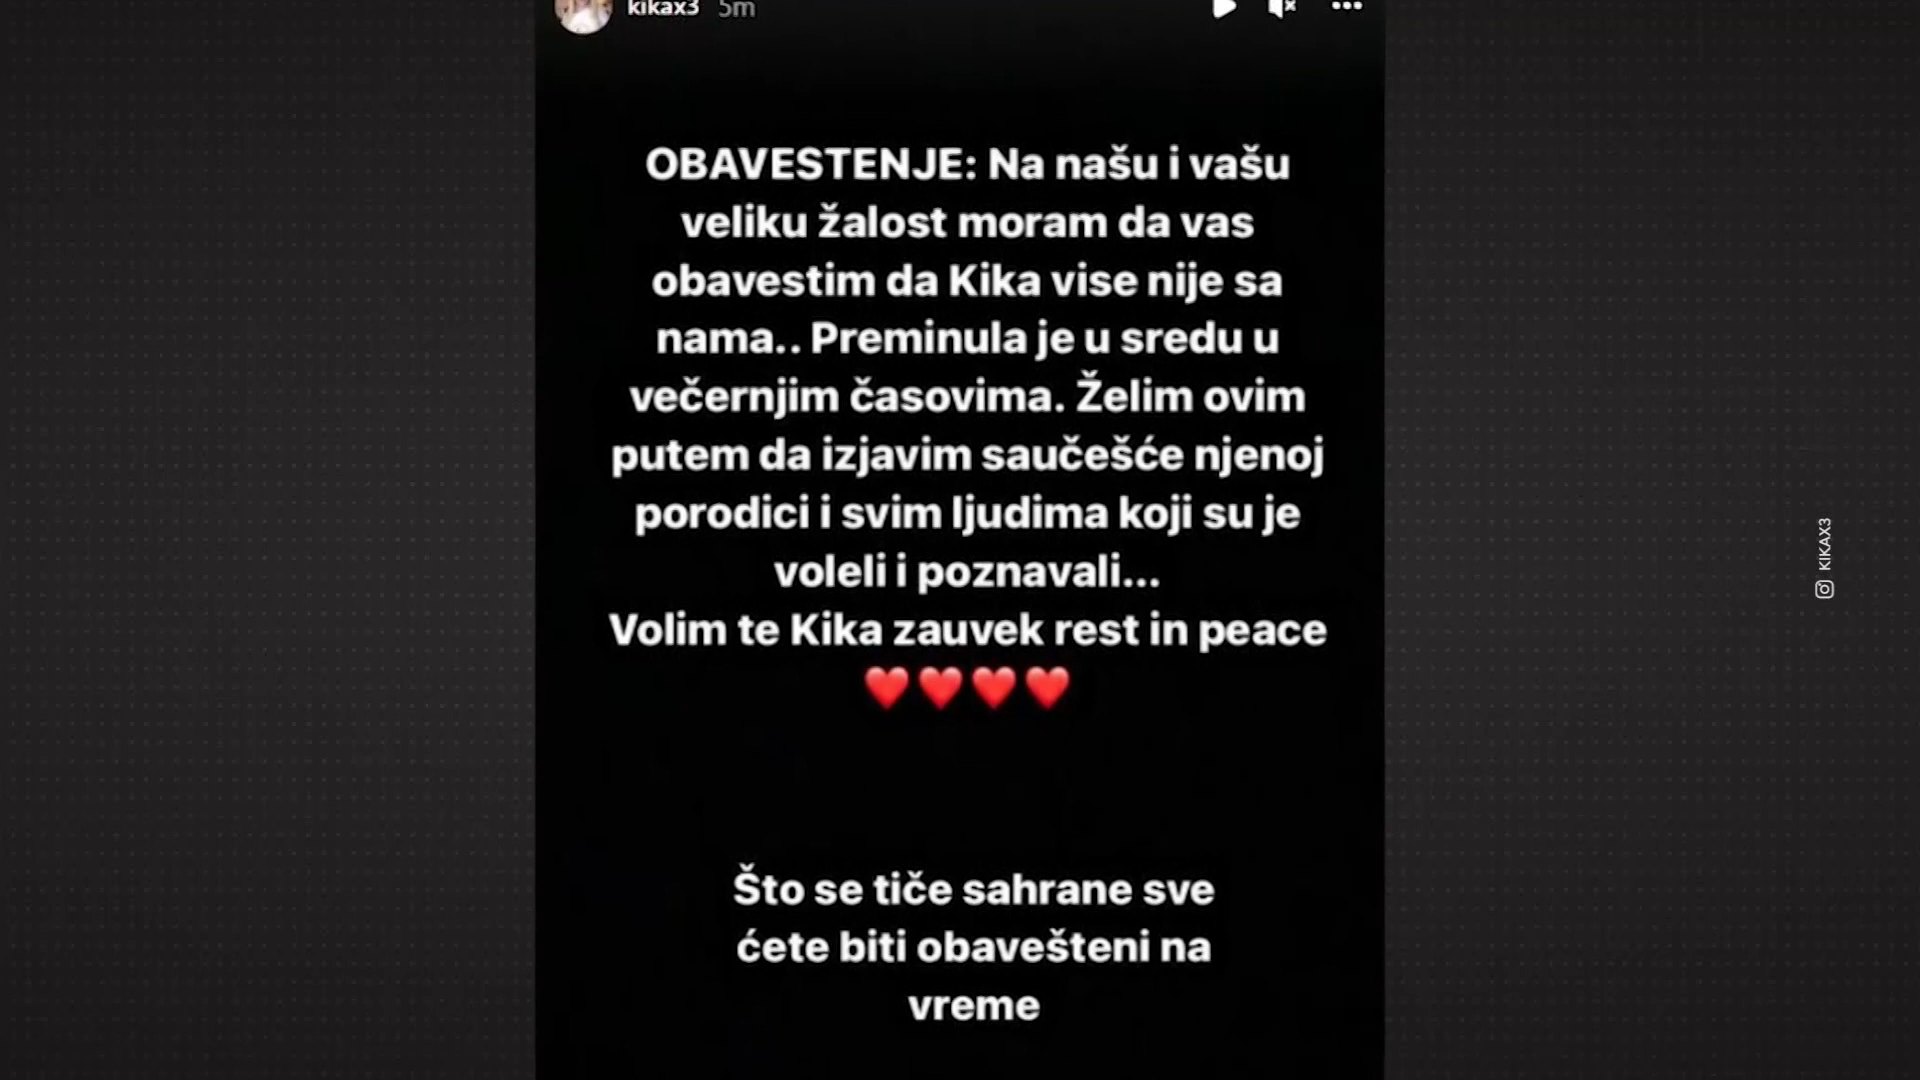 kikax3 5m
OBAVESTENJE: Na našu i vašu
veliku žalost moram da vas
obavestim da Kika vise nije sa
nama.. Preminula je u sredu u
večernjim časovima. Želim ovim
putem da izjavim saučešće njenoj
porodici i svim ljudima koji su je
voleli i poznavali...
Volim te Kika zauvek rest in peace
❤️❤️❤️❤️
Što se tiče sahrane sve
ćete biti obavešteni na
vreme
KIKAX3